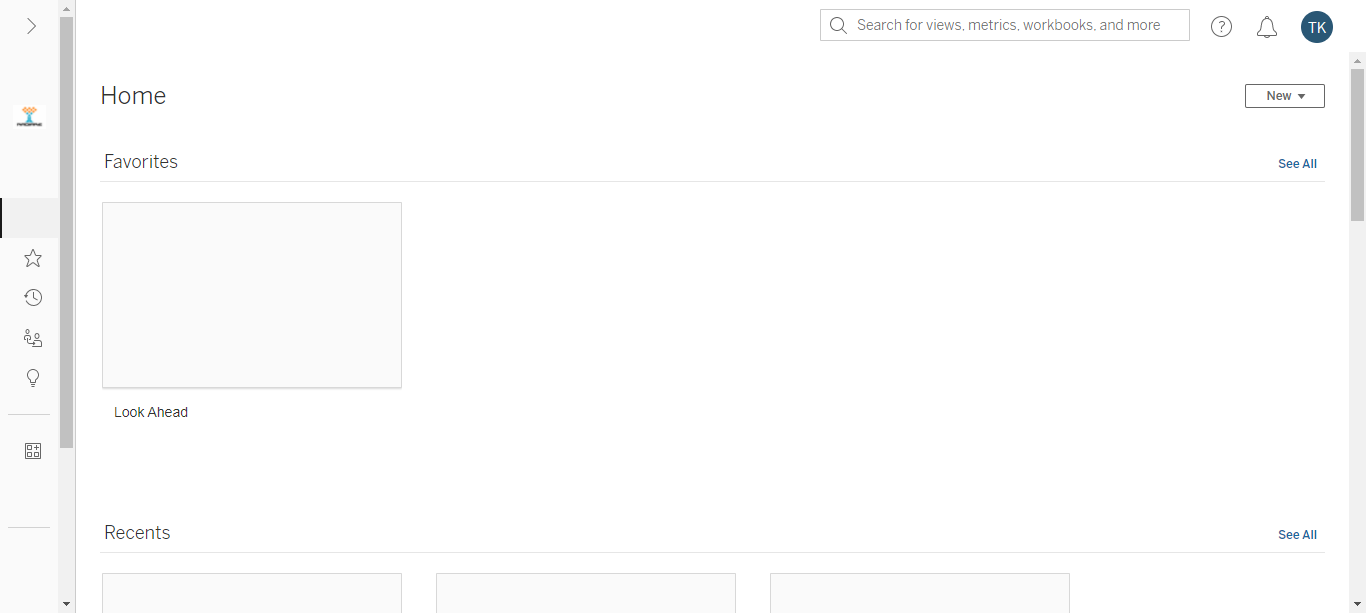 Search for views, metrics, workbooks, and more
?
TK
Home
New
Favorites
See All
Look Ahead
Recents
See All